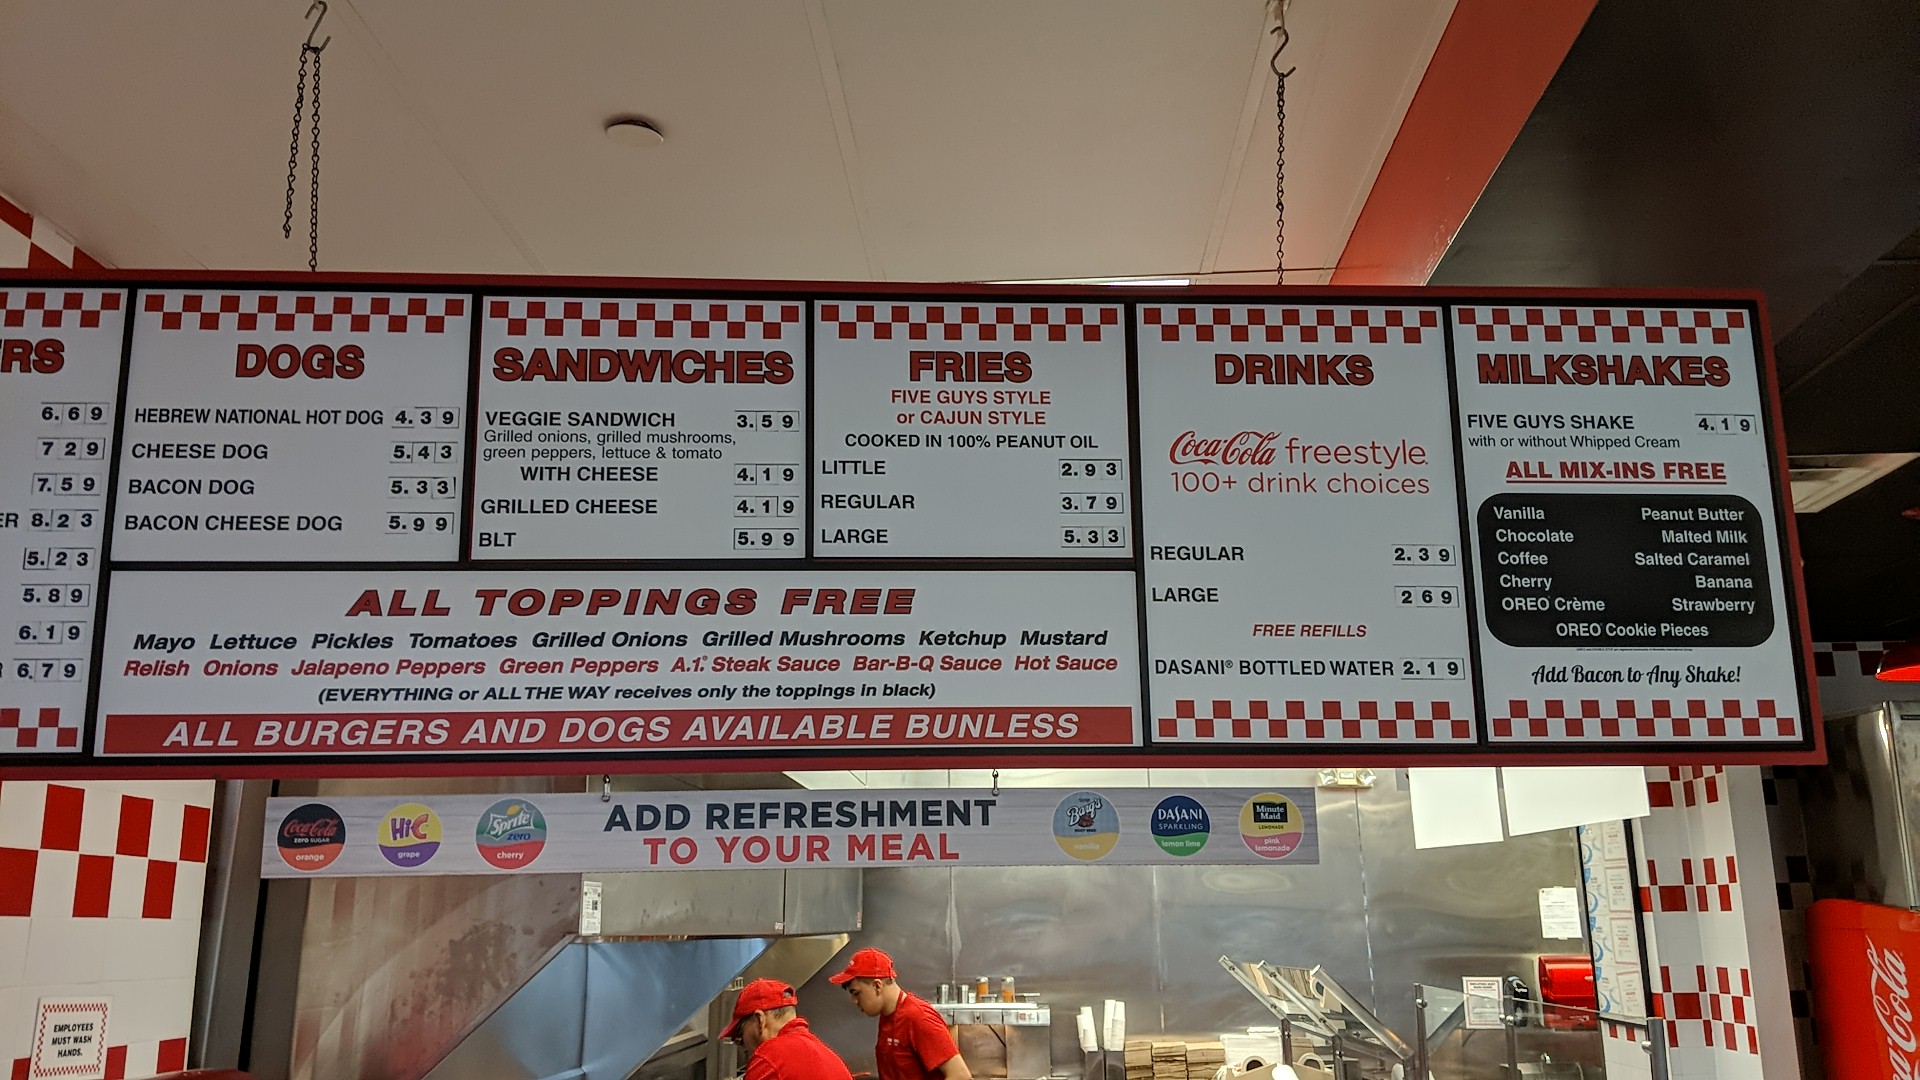 RS
6.69
729
7.59
ER 8.23
5.23
5.89
6.19
6.79
DOGS
HEBREW NATIONAL HOT DOG 4.39
CHEESE DOG 5.43
BACON DOG 5.33
BACON CHEESE DOG 5.99
SANDWICHES
VEGGIE SANDWICH 3.59
Grilled onions, grilled mushrooms,
green peppers, lettuce & tomato
WITH CHEESE 4.19
GRILLED CHEESE 4.19
BLT 5.99
FRIES
FIVE GUYS STYLE
or CAJUN STYLE
COOKED IN 100% PEANUT OIL
LITTLE 2.93
REGULAR 3.79
LARGE 5.33
ALL TOPPINGS FREE
Mayo Lettuce Pickles Tomatoes Grilled Onions Grilled Mushrooms Ketchup Mustard
Relish Onions Jalapeno Peppers Green Peppers A.1.® Steak Sauce Bar-B-Q Sauce Hot Sauce
(EVERYTHING or ALL THE WAY receives only the toppings in black)
ALL BURGERS AND DOGS AVAILABLE BUNLESS
DRINKS
Coca-Cola freestyle
100+ drink choices
REGULAR 2.39
LARGE 269
FREE REFILLS
DASANI® BOTTLED WATER 2.19
MILKSHAKES
FIVE GUYS SHAKE 4.19
with or without Whipped Cream
ALL MIX-INS FREE
Vanilla Peanut Butter
Chocolate Malted Milk
Coffee Salted Caramel
Cherry Banana
OREO® Crème Strawberry
OREO® Cookie Pieces
Add Bacon to Any Shake!
Coca-Cola
ZERO SUGAR
orange
HiC
grape
Sprite
zero
cherry
ADD REFRESHMENT
TO YOUR MEAL
Barq's
vanilla
DASANI
SPARKLING
lemon lime
Minute
Maid
LEMONADE
pink
lemonade
EMPLOYEES
MUST WASH
HANDS.
Coca-Cola